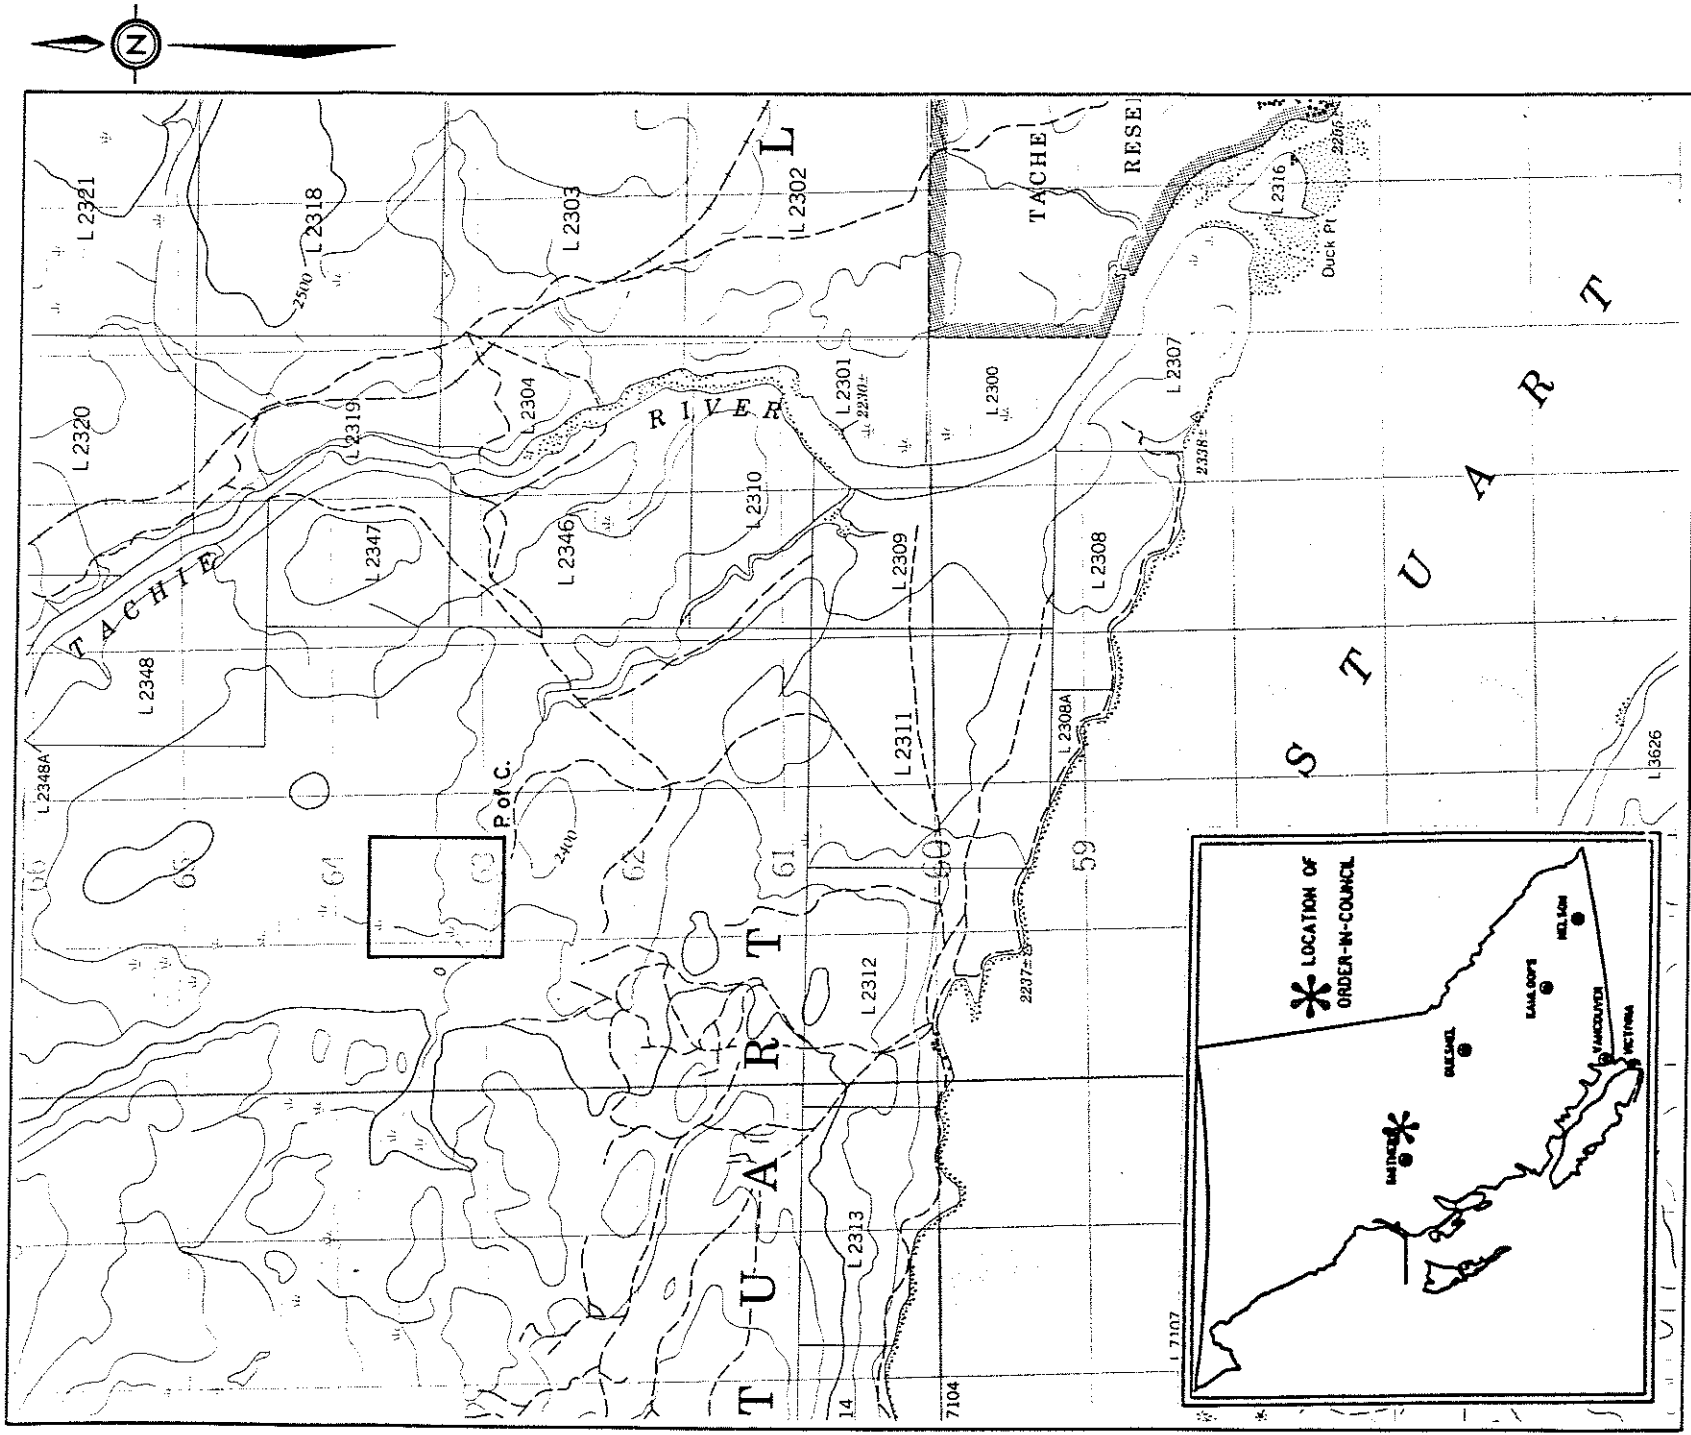 N
L 2321
L 2318
L 2303
L 2302
L
TACHE
RESE
L 2316
Duck Pt
2500
L 2320
L 2319
L 2304
RIVER
L 2301
2230±
L 2300
L 2307
2338±
TACHIE
L 2347
L 2346
L 2310
L 2309
L 2308
L 2348
L 2348A
P. of C.
L 2311
L 2308A
STUART
L 3626
66
65
64
63
62
61
60
59
2400
L 2312
2237±
TUART
L 2313
14
7104
L 7107
LOCATION OF
ORDER-IN-COUNCIL
NELSON
KAMLOOPS
QUESNEL
VANCOUVER
VICTORIA